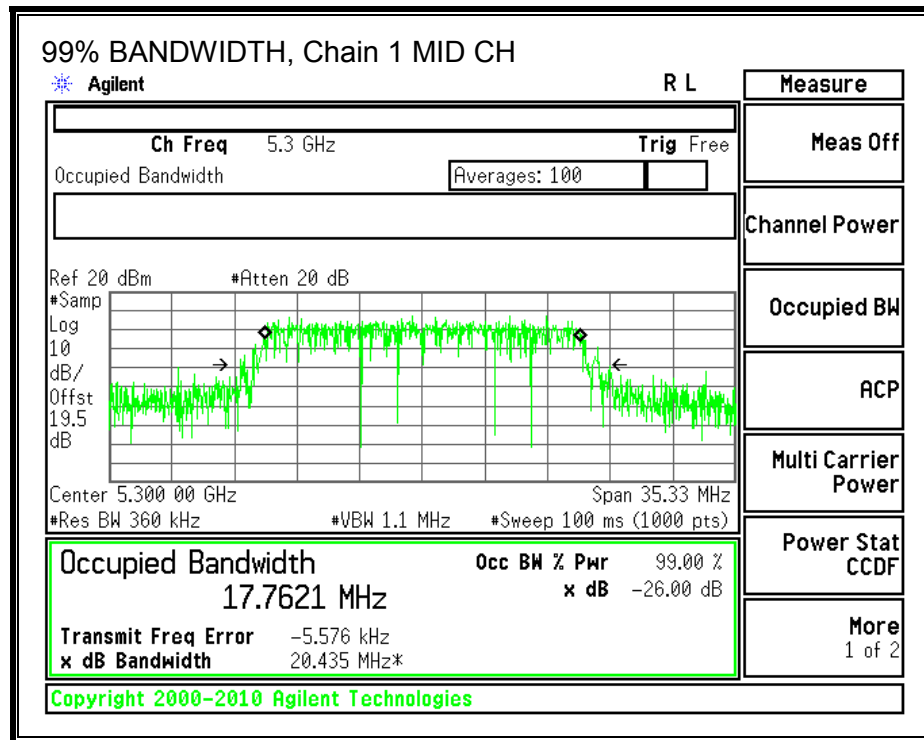 99% BANDWIDTH, Chain 1 MID CH
Agilent R L
Ch Freq 5.3 GHz Trig Free
Occupied Bandwidth Averages: 100
Ref 20 dBm #Atten 20 dB
#Samp
Log
10
dB/
Offst
19.5
dB
Center 5.300 00 GHz Span 35.33 MHz
#Res BW 360 kHz #VBW 1.1 MHz #Sweep 100 ms (1000 pts)
Occupied Bandwidth Occ BW % Pwr 99.00 %
17.7621 MHz x dB -26.00 dB
Transmit Freq Error -5.576 kHz
x dB Bandwidth 20.435 MHz*
Copyright 2000-2010 Agilent Technologies
Measure
Meas Off
Channel Power
Occupied BW
ACP
Multi Carrier
Power
Power Stat
CCDF
More
1 of 2